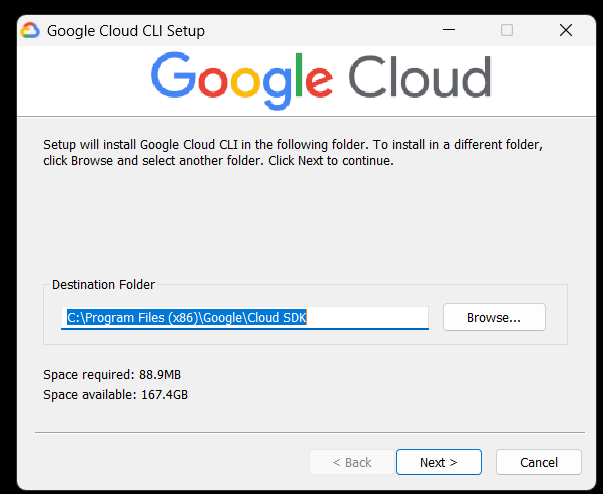 Google Cloud CLI Setup
Google Cloud
Setup will install Google Cloud CLI in the following folder. To install in a different folder,
click Browse and select another folder. Click Next to continue.
Destination Folder
C:\Program Files (x86)\Google\Cloud SDK
Browse...
Space required: 88.9MB
Space available: 167.4GB
< Back
Next >
Cancel